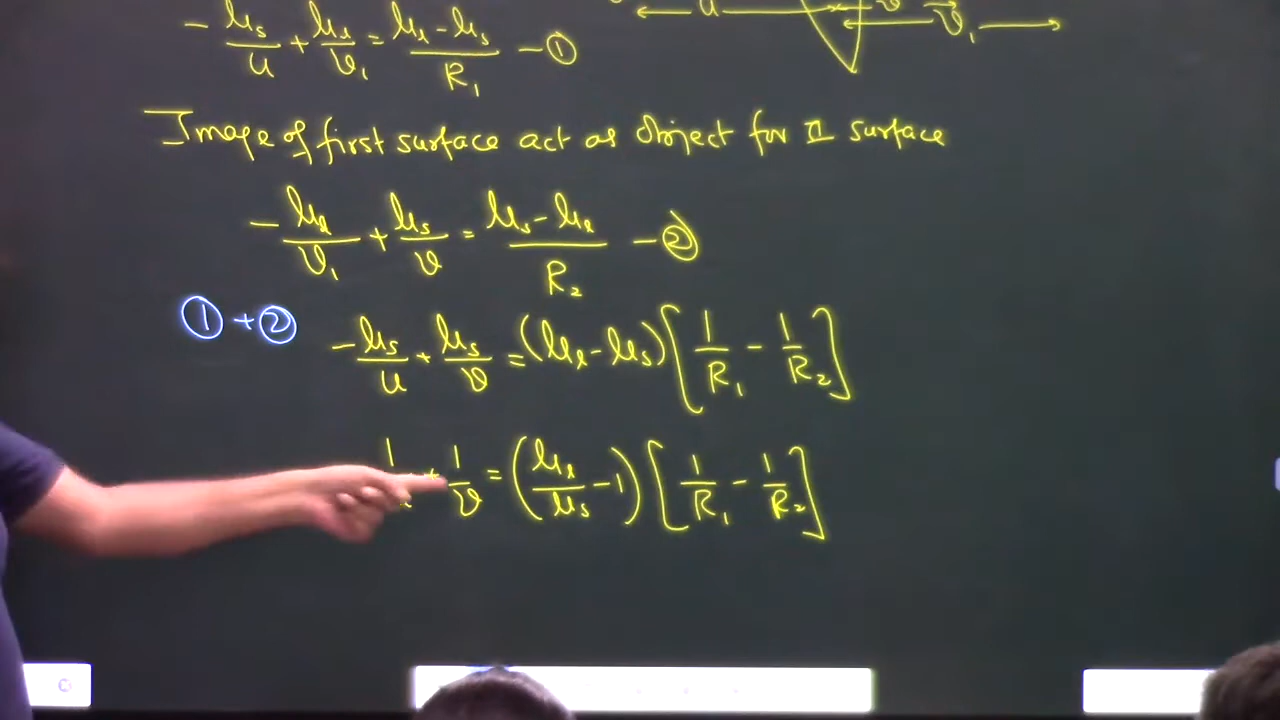 u v v₁
-μₛ/u + μₗ/v₁ = (μₗ-μₛ)/R₁ -①
Image of first surface act as object for II surface
-μₗ/v₁ + μₛ/v = (μₛ-μₗ)/R₂ -②
①+② -μₛ/u + μₛ/v = (μₗ-μₛ)[1/R₁ - 1/R₂]
1/u + 1/v = (μₗ/μₛ -1)[1/R₁ - 1/R₂]